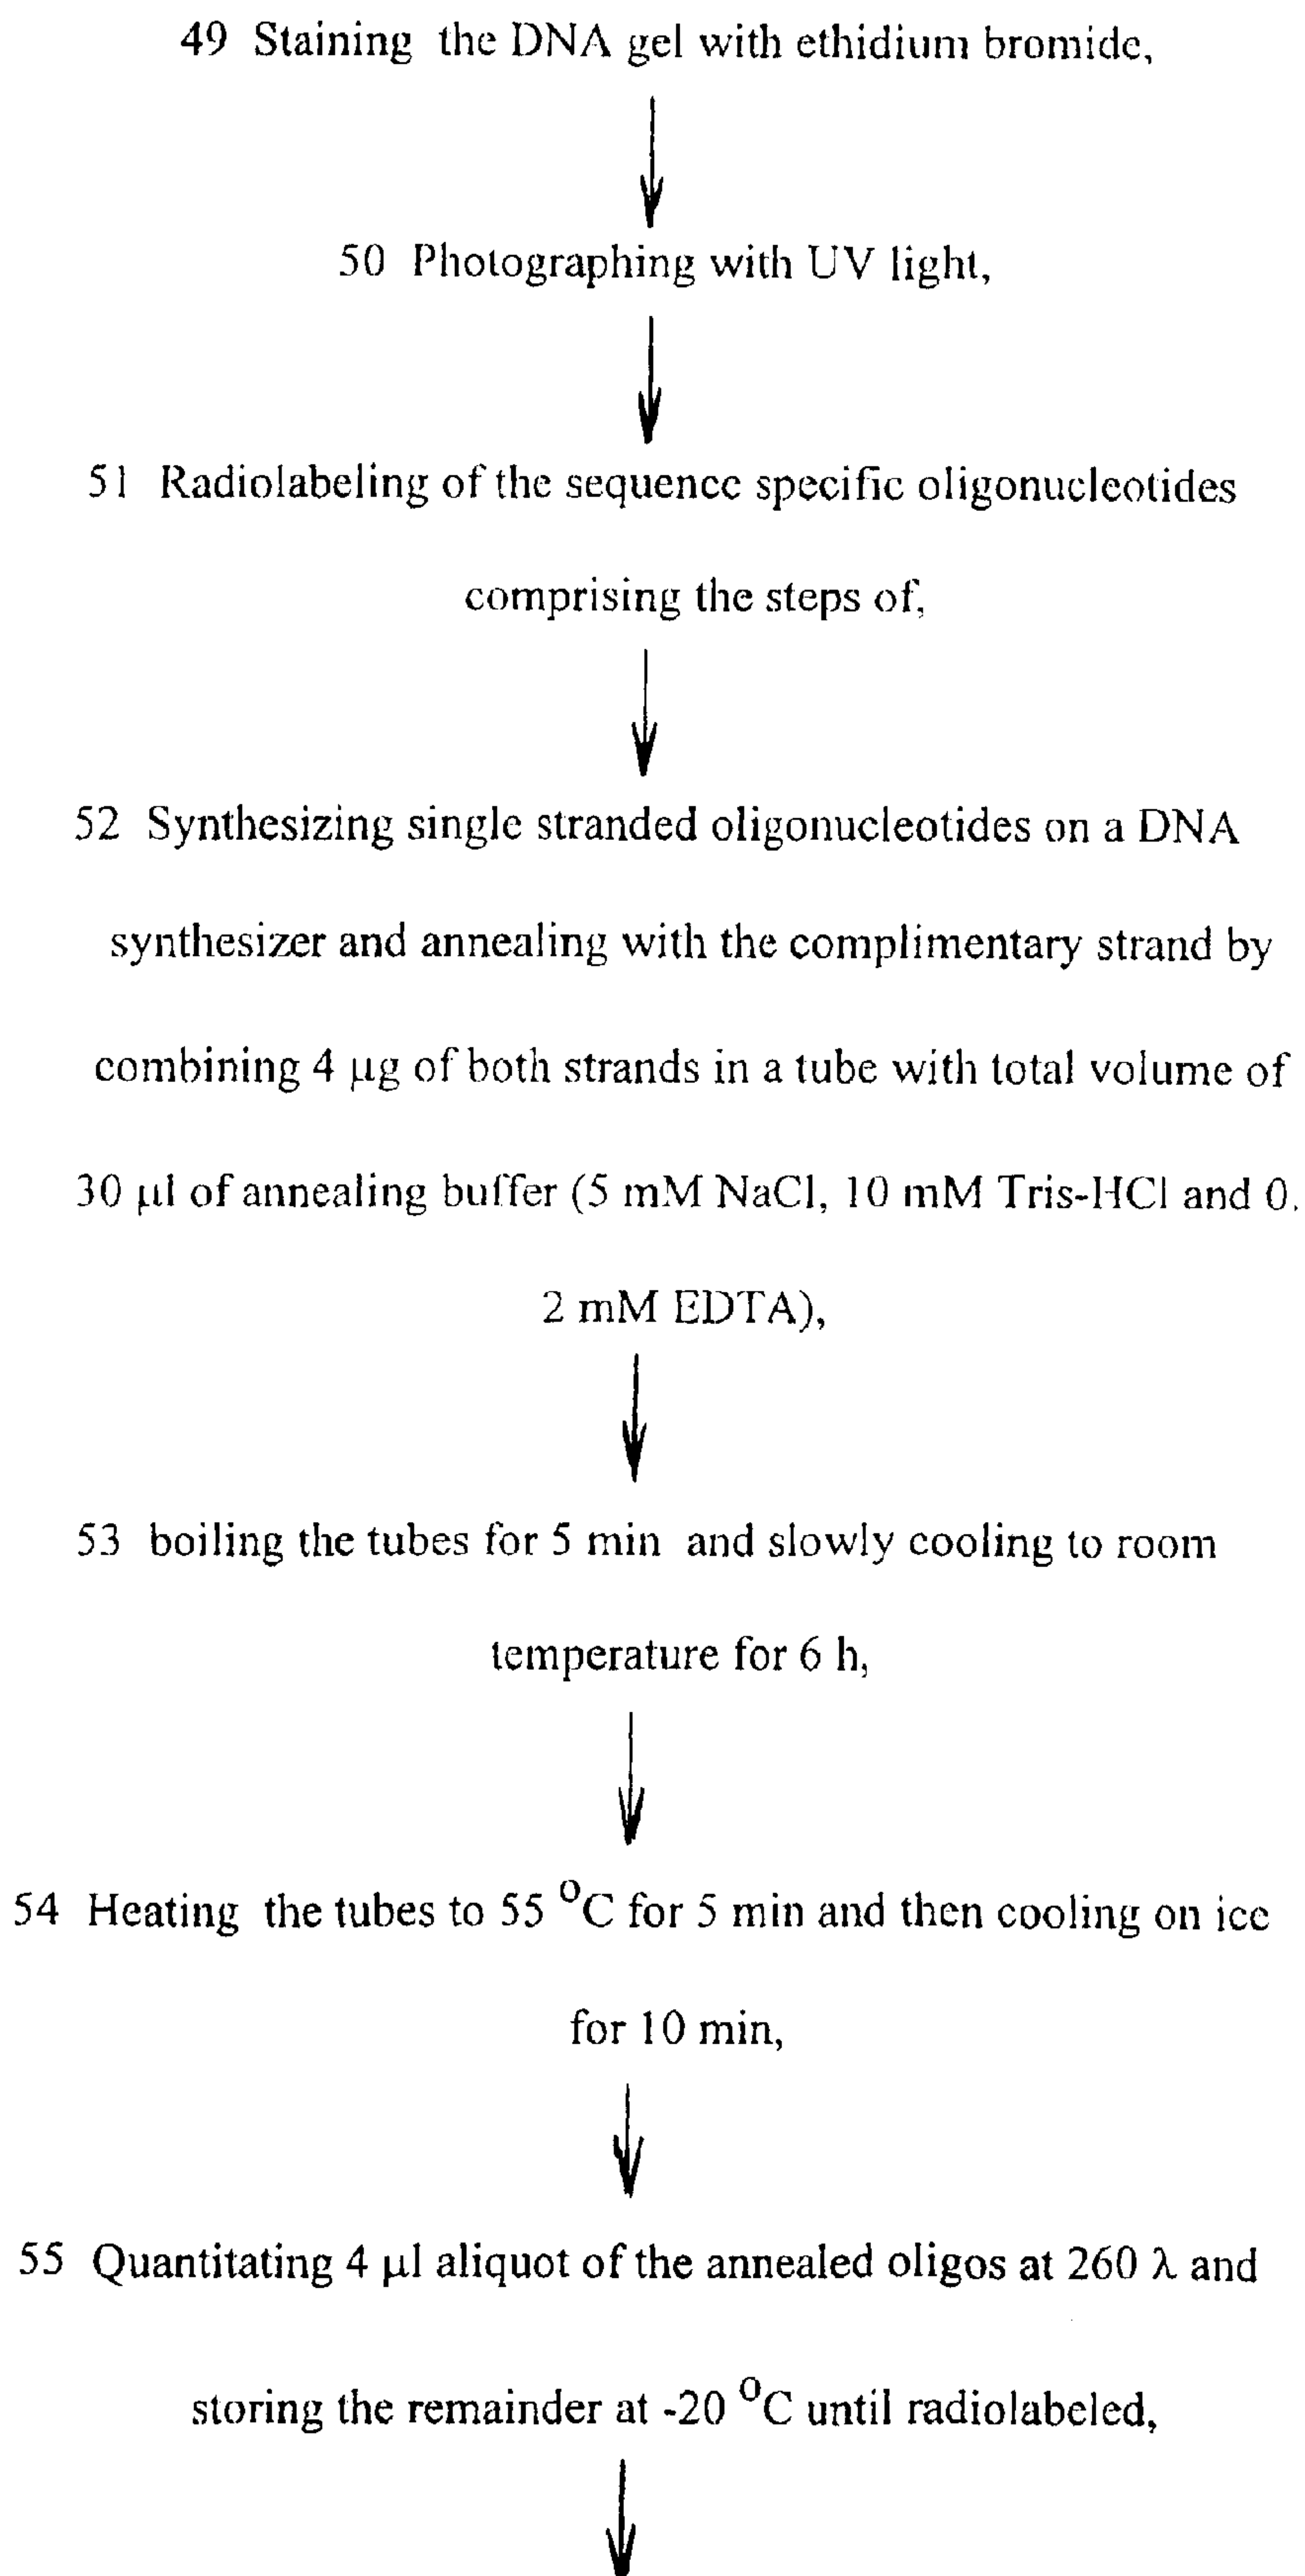 49 Staining the DNA gel with ethidium bromide,
50 Photographing with UV light,
51 Radiolabeling of the sequence specific oligonucleotides
comprising the steps of,
52 Synthesizing single stranded oligonucleotides on a DNA
synthesizer and annealing with the complimentary strand by
combining 4 µg of both strands in a tube with total volume of
30 µl of annealing buffer (5 mM NaCl, 10 mM Tris-HCl and 0.
2 mM EDTA),
53 boiling the tubes for 5 min and slowly cooling to room
temperature for 6 h,
54 Heating the tubes to 55 °C for 5 min and then cooling on ice
for 10 min,
55 Quantitating 4 µl aliquot of the annealed oligos at 260 λ and
storing the remainder at -20 °C until radiolabeled,